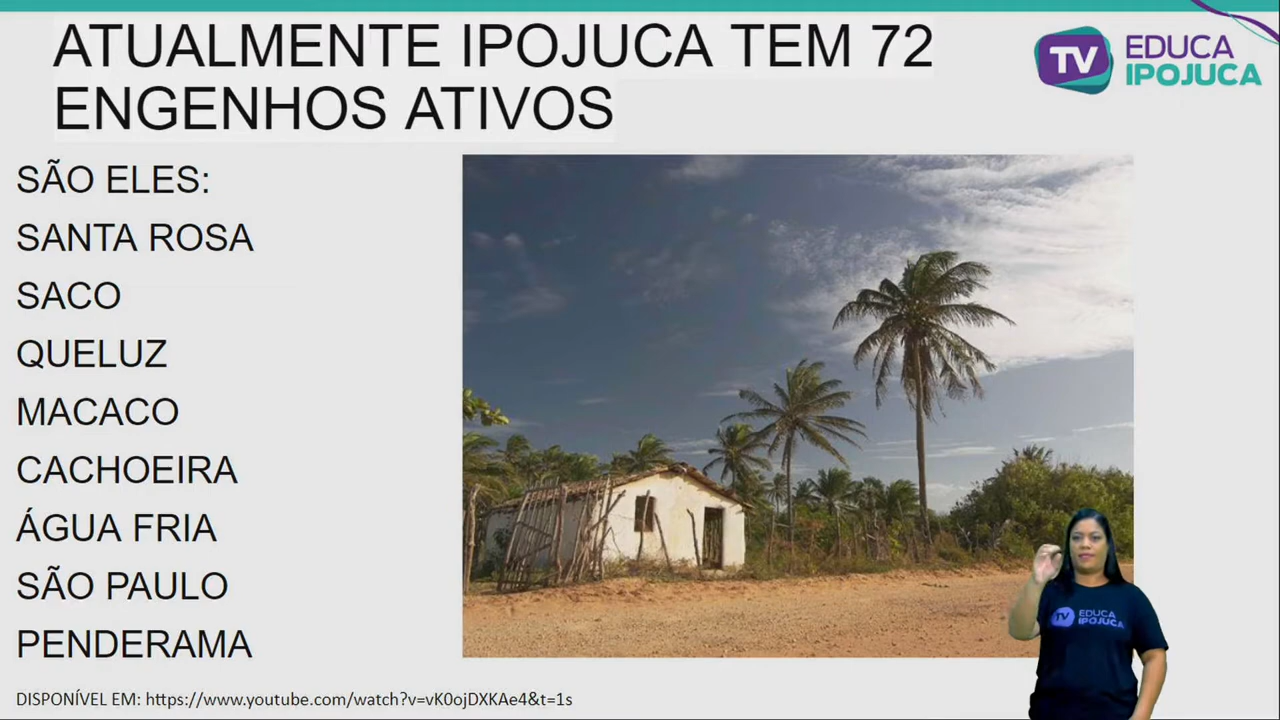 ATUALMENTE IPOJUCA TEM 72
ENGENHOS ATIVOS
TV EDUCA
IPOJUCA
SÃO ELES:
SANTA ROSA
SACO
QUELUZ
MACACO
CACHOEIRA
ÁGUA FRIA
SÃO PAULO
PENDERAMA
TV EDUCA
IPOJUCA
DISPONÍVEL EM: https://www.youtube.com/watch?v=vK0ojDXKAe4&t=1s